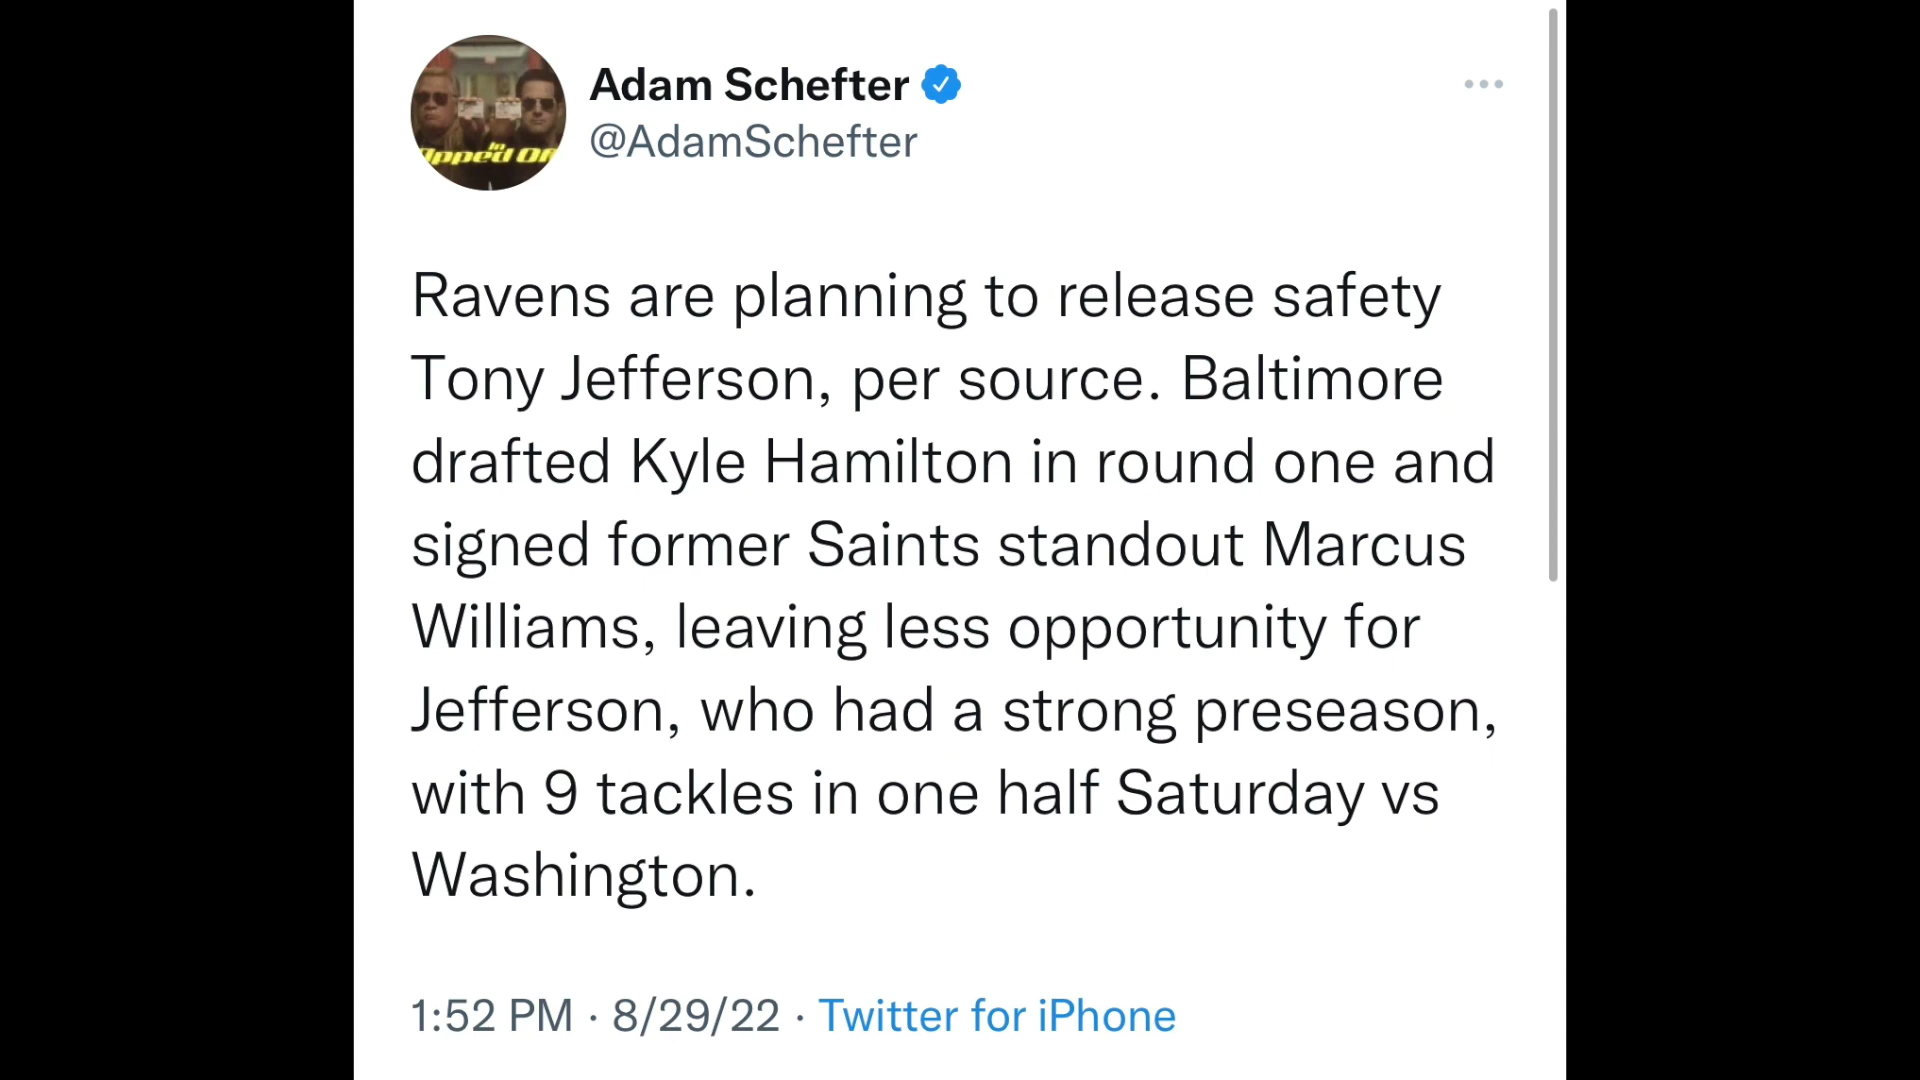 Adam Schefter
@AdamSchefter
in
Ravens are planning to release safety
Tony Jefferson, per source. Baltimore
drafted Kyle Hamilton in round one and
signed former Saints standout Marcus
Williams, leaving less opportunity for
Jefferson, who had a strong preseason,
with 9 tackles in one half Saturday vs
Washington.
1:52 PM · 8/29/22 · Twitter for iPhone